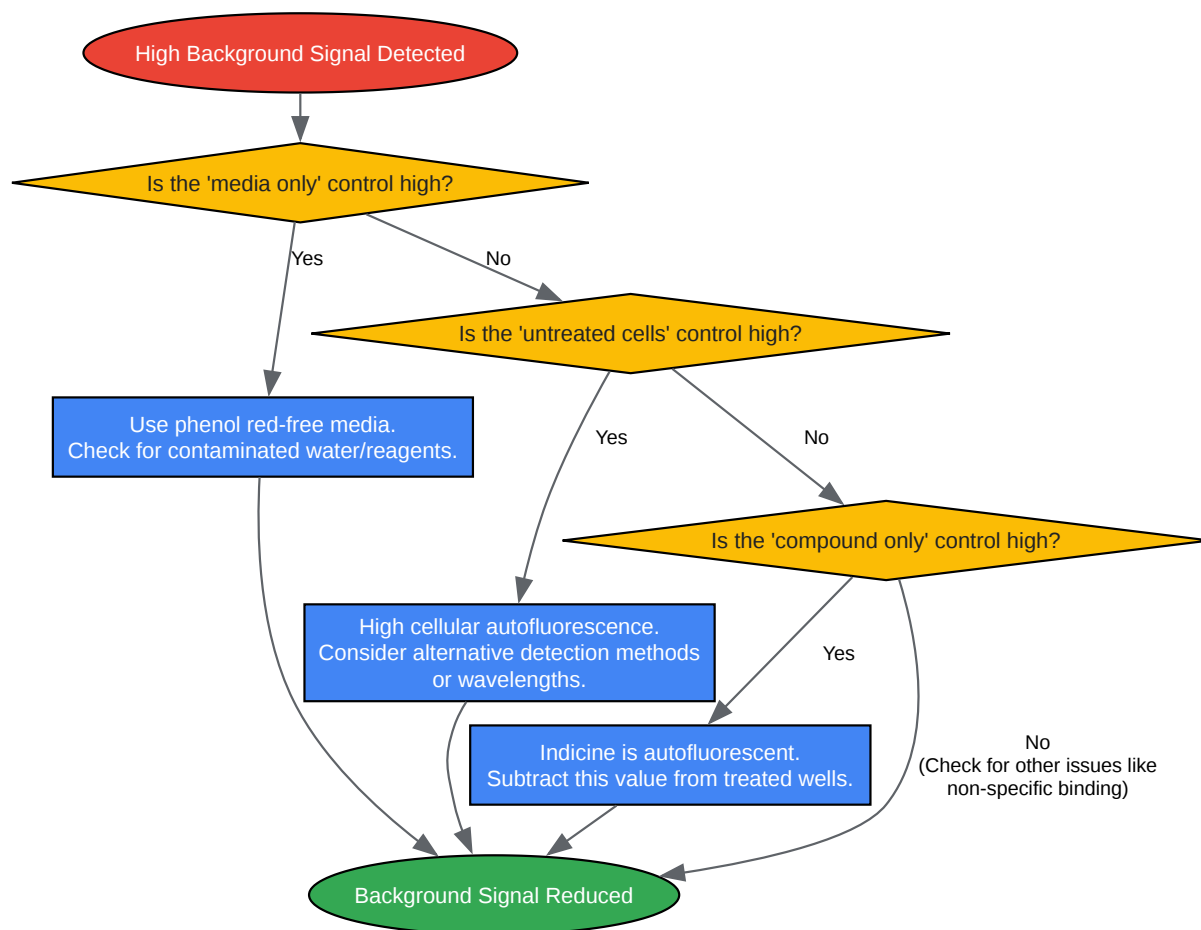 High Background Signal Detected
Is the 'media only' control high?
Yes
No
Is the 'untreated cells' control high?
Use phenol red-free media.
Check for contaminated water/reagents.
Yes
No
Is the 'compound only' control high?
High cellular autofluorescence.
Consider alternative detection methods
or wavelengths.
Yes
Indicine is autofluorescent.
Subtract this value from treated wells.
No
(Check for other issues like
non-specific binding)
Background Signal Reduced